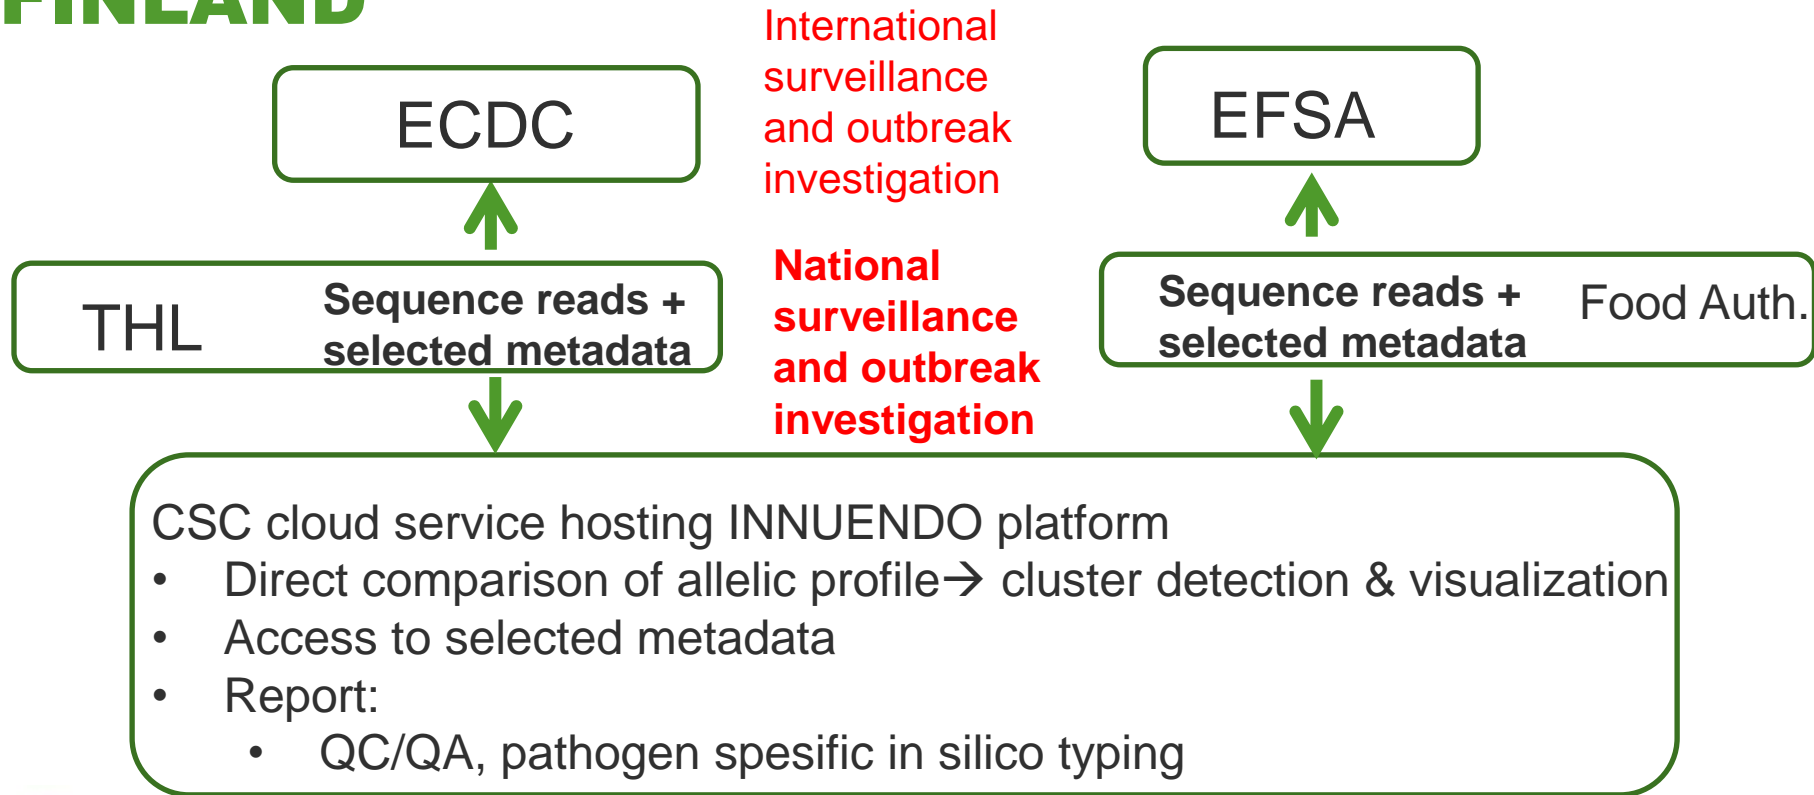 FINLAND
International
surveillance
and outbreak
investigation
ECDC
EFSA
THL
Sequence reads +
selected metadata
National
surveillance
and outbreak
investigation
Sequence reads +
selected metadata
Food Auth.
CSC cloud service hosting INNUENDO platform
• Direct comparison of allelic profile→ cluster detection & visualization
• Access to selected metadata
• Report:
• QC/QA, pathogen spesific in silico typing